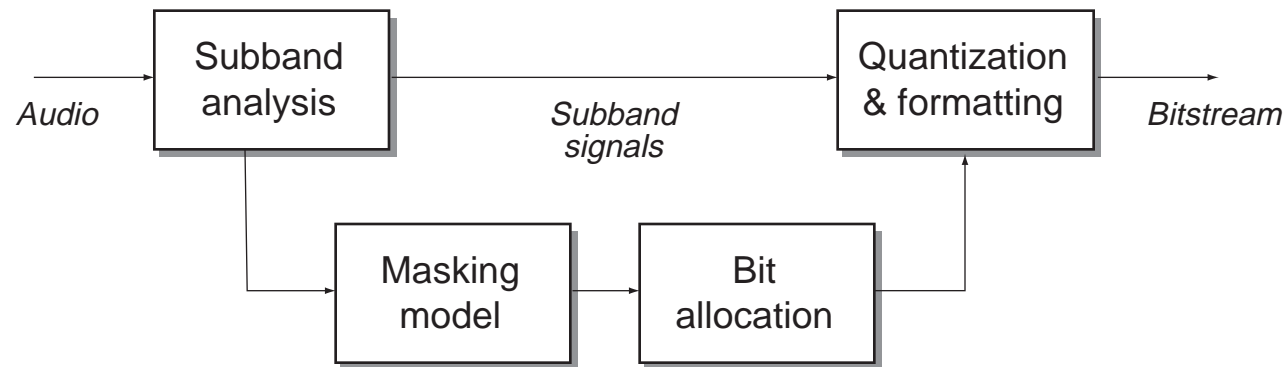 Subband
analysis
Quantization
& formatting
Audio
Subband
signals
Bitstream
Masking
model
Bit
allocation